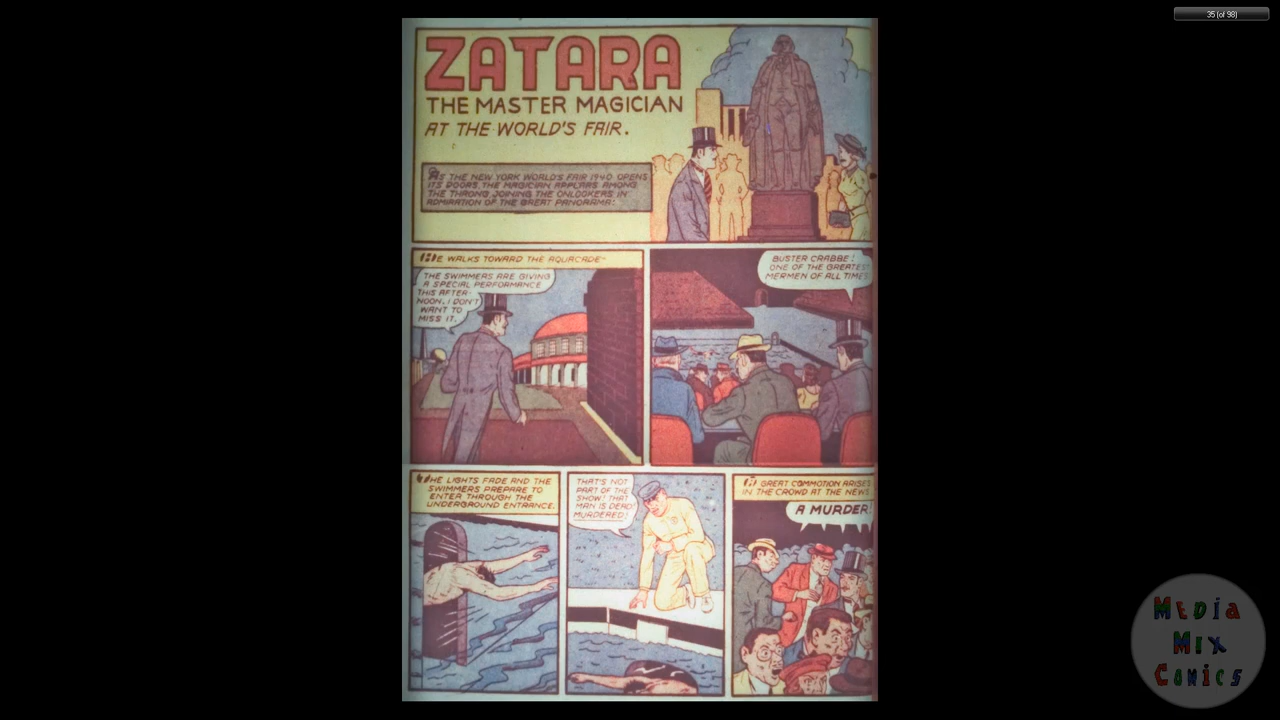 35 (of 98)
ZATARA
THE MASTER MAGICIAN
AT THE WORLD'S FAIR.
AS THE NEW YORK WORLD'S FAIR 1940 OPENS
ITS DOORS, THE MAGICIAN APPEARS AMONG
THE THRONG JOINING THE ONLOOKERS IN
ADMIRATION OF THE GREAT PANORAMA:
HE WALKS TOWARD THE AQUACADE-
THE SWIMMERS ARE GIVING
A SPECIAL PERFORMANCE
THIS AFTER-
NOON. I DON'T
WANT TO
MISS IT.
BUSTER CRABBE!
ONE OF THE GREATEST
MERMEN OF ALL TIMES
THE LIGHTS FADE AND THE
SWIMMERS PREPARE TO
ENTER THROUGH THE
UNDERGROUND ENTRANCE.
THAT'S NOT
PART OF THE
SHOW! THAT
MAN IS DEAD!
MURDERED!
A GREAT COMMOTION ARISES
IN THE CROWD AT THE NEWS
A MURDER!
MEDiA
MiX
COMiCS